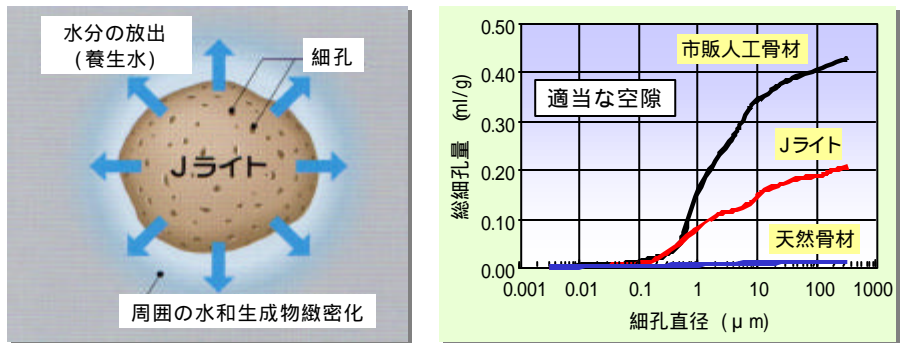 水分の放出
(養生水)
細孔
Jライト
周囲の水和生成物緻密化
総細孔量 (ml/g)
0.50
0.40
0.30
0.20
0.10
0.00
市販人工骨材
適当な空隙
Jライト
天然骨材
0.001 0.01 0.1 1 10 100 1000
細孔直径 (μm)